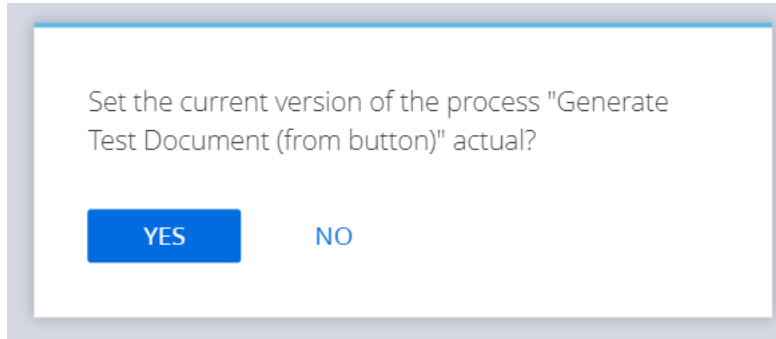 Set the current version of the process "Generate
Test Document (from button)" actual?
YES
NO